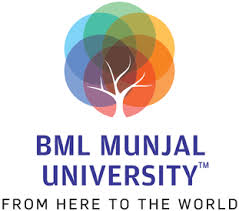 BML MUNJAL
UNIVERSITY™
FROM HERE TO THE WORLD